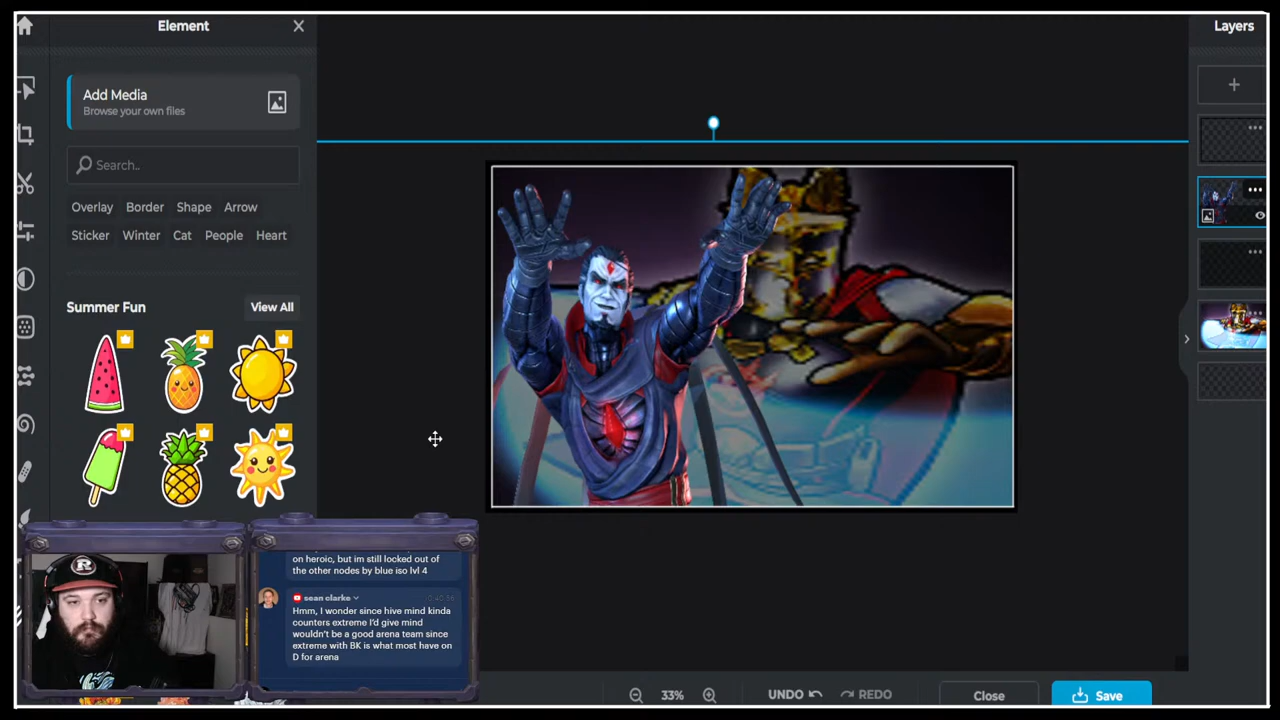 Element
Layers
Add Media
Browse your own files
Search..
Overlay
Border
Shape
Arrow
Sticker
Winter
Cat
People
Heart
Summer Fun
View All
on heroic, but im still locked out of
the other nodes by blue iso lvl 4
sean clarke
Hmm, I wonder since hive mind kinda
counters extreme I'd give mind
wouldn't be a good arena team since
extreme with BK is what most have on
D for arena
33%
UNDO
REDO
Close
Save